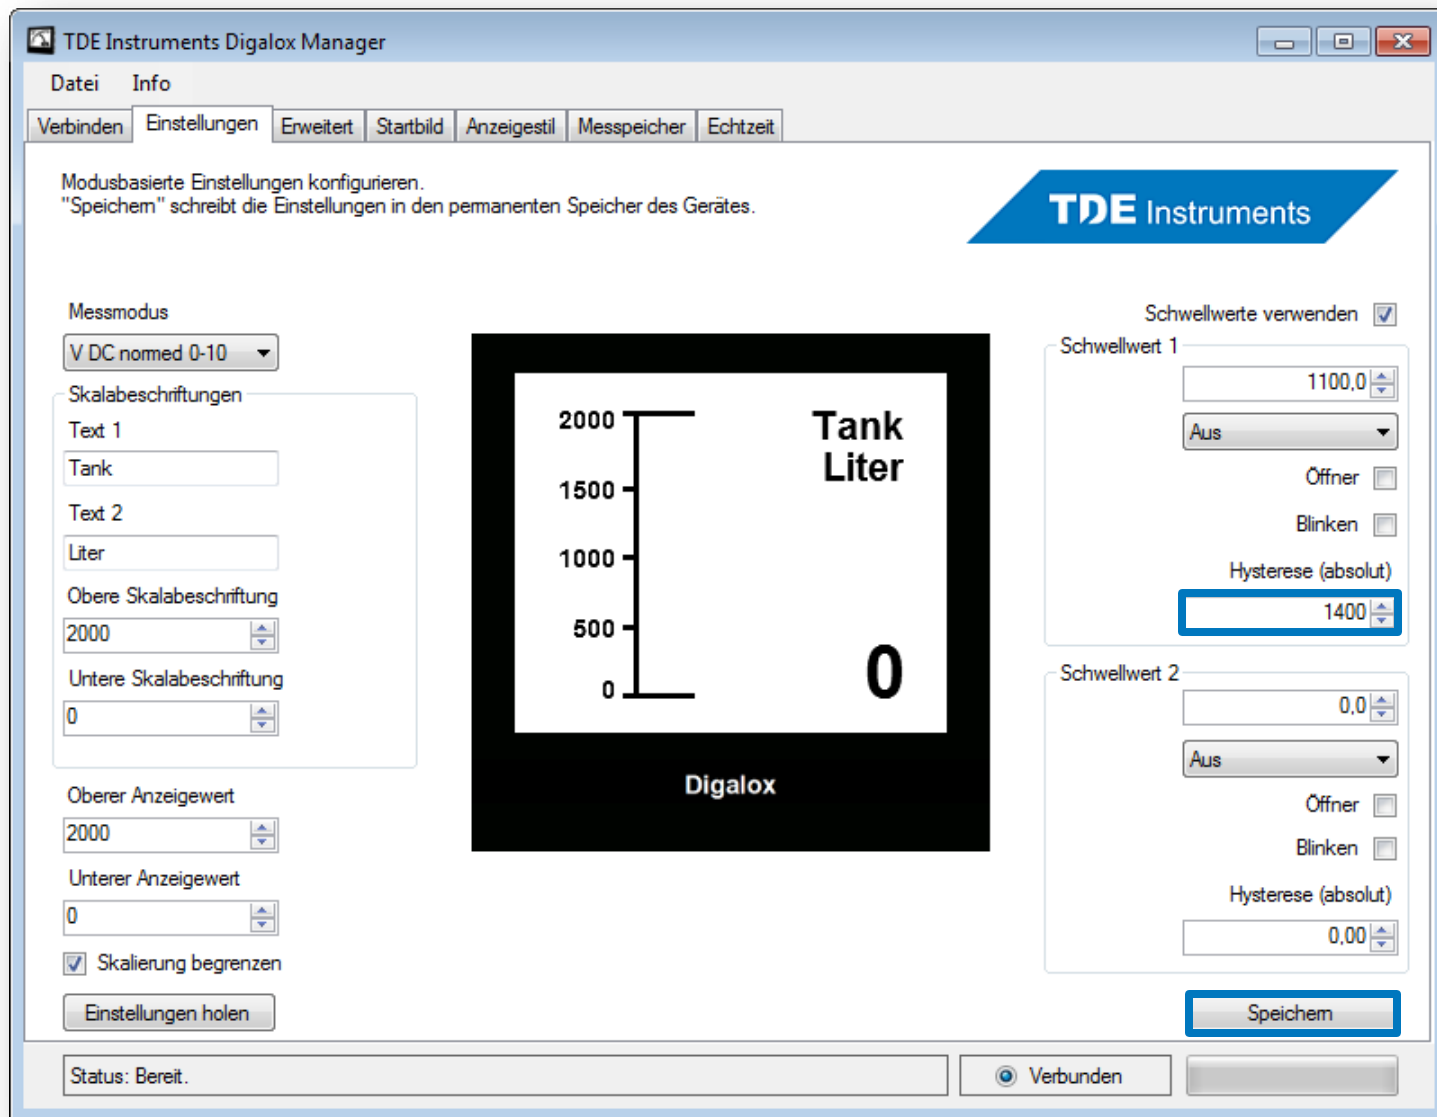 TDE Instruments Digalox Manager
Datei Info
Verbinden Einstellungen Erweitert Startbild Anzeigestil Messpeicher Echtzeit
Modusbasierte Einstellungen konfigurieren.
"Speichern" schreibt die Einstellungen in den permanenten Speicher des Gerätes.
TDE Instruments
Messmodus
V DC normed 0-10
Skalabeschriftungen
Text 1
Tank
Text 2
Liter
Obere Skalabeschriftung
2000
Untere Skalabeschriftung
0
Oberer Anzeigewert
2000
Unterer Anzeigewert
0
Skalierung begrenzen
Einstellungen holen
2000
1500
1000
500
0
Tank
Liter
0
Digalox
Schwellwerte verwenden
Schwellwert 1
1100,0
Aus
Öffner
Blinken
Hysterese (absolut)
1400
Schwellwert 2
0,0
Aus
Öffner
Blinken
Hysterese (absolut)
0,00
Speichern
Status: Bereit.
Verbunden